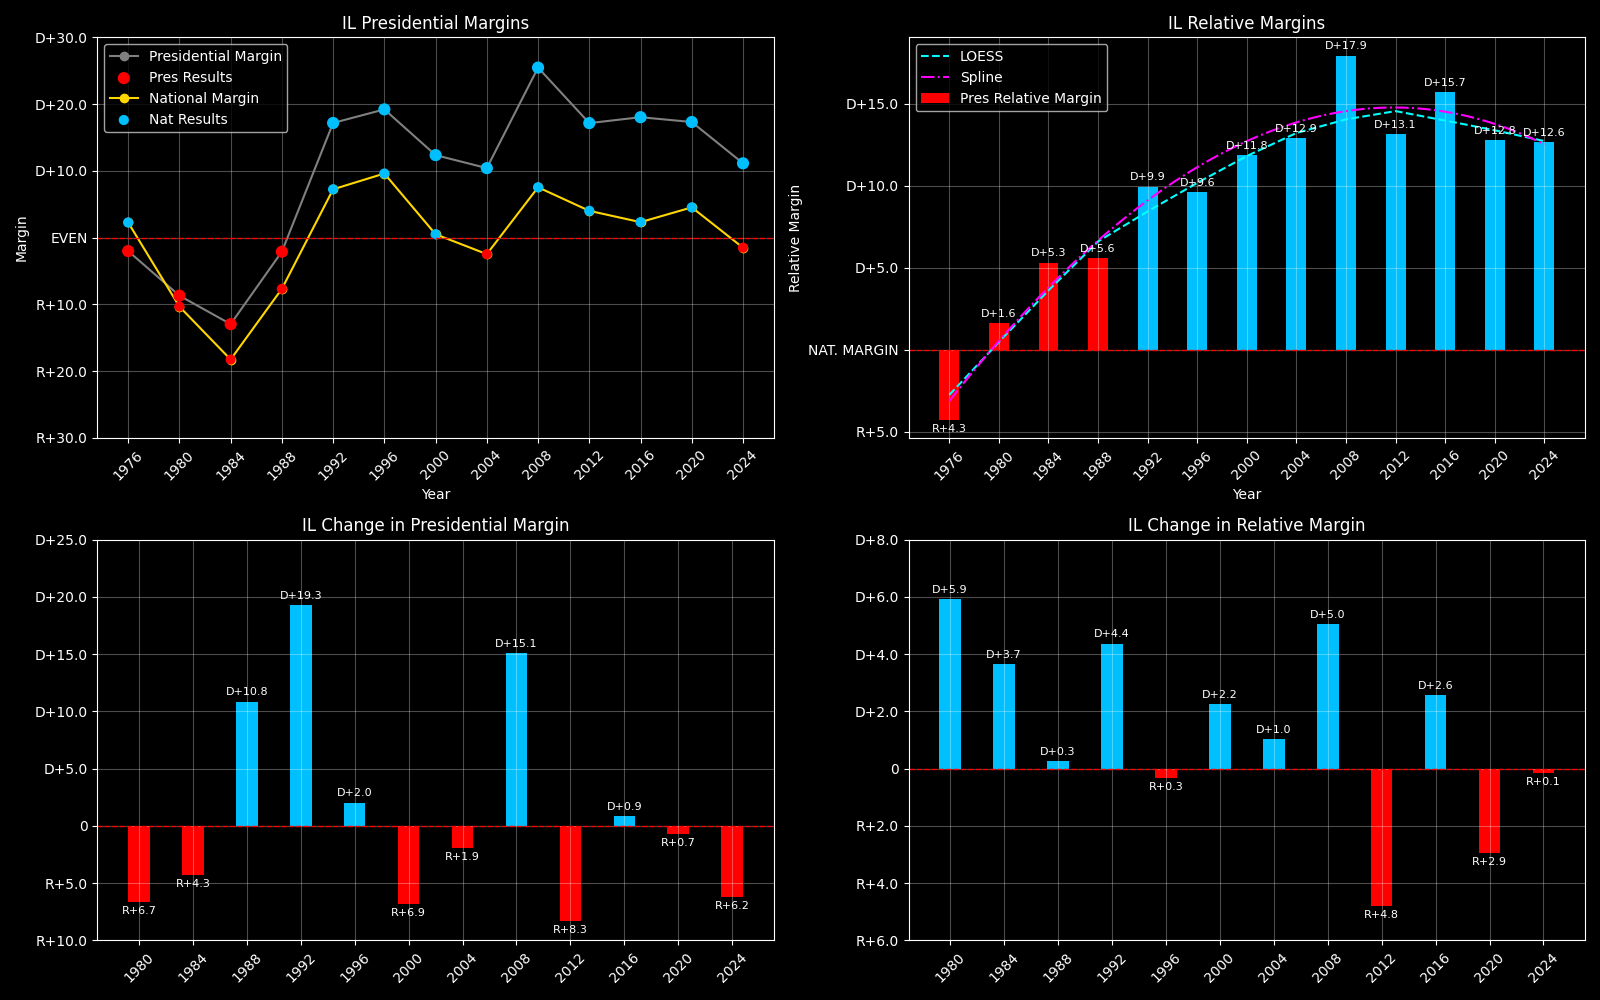 IL Presidential Margins
D+30.0
D+20.0
D+10.0
EVEN
R+10.0
R+20.0
R+30.0
Margin
Presidential Margin
Pres Results
National Margin
Nat Results
1976
1980
1984
1988
1992
1996
2000
2004
2008
2012
2016
2020
2024
Year
IL Relative Margins
D+15.0
D+10.0
D+5.0
NAT. MARGIN
R+5.0
Relative Margin
LOESS
Spline
Pres Relative Margin
R+4.3
D+1.6
D+5.3
D+5.6
D+9.9
D+9.6
D+11.8
D+12.9
D+17.9
D+13.1
D+15.7
D+12.8
D+12.6
1976
1980
1984
1988
1992
1996
2000
2004
2008
2012
2016
2020
2024
Year
IL Change in Presidential Margin
D+25.0
D+20.0
D+15.0
D+10.0
D+5.0
0
R+5.0
R+10.0
R+6.7
R+4.3
D+10.8
D+19.3
D+2.0
R+6.9
R+1.9
D+15.1
R+8.3
D+0.9
R+0.7
R+6.2
1980
1984
1988
1992
1996
2000
2004
2008
2012
2016
2020
2024
IL Change in Relative Margin
D+8.0
D+6.0
D+4.0
D+2.0
0
R+2.0
R+4.0
R+6.0
D+5.9
D+3.7
D+0.3
D+4.4
R+0.3
D+2.2
D+1.0
D+5.0
R+4.8
D+2.6
R+2.9
R+0.1
1980
1984
1988
1992
1996
2000
2004
2008
2012
2016
2020
2024